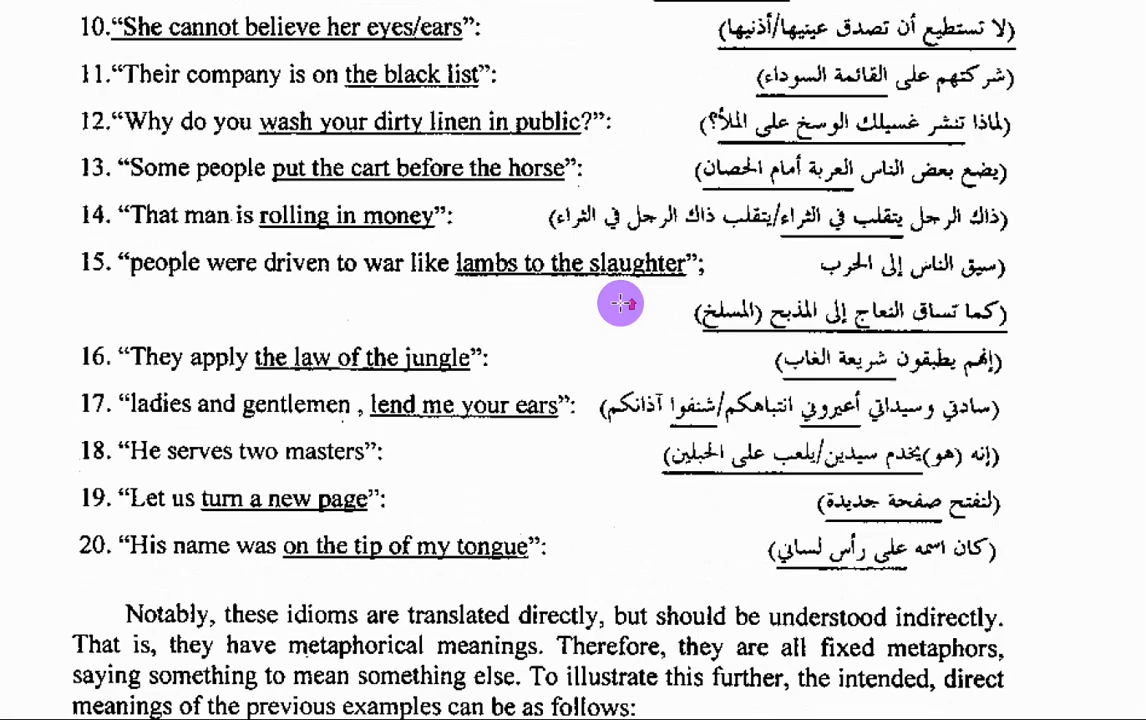 10."She cannot believe her eyes/ears": (لا تستطيع أن تصدق عينيها/أذنيها)
11."Their company is on the black list": (شركتهم على القائمة السوداء)
12."Why do you wash your dirty linen in public?": (لماذا تنشر غسيلك الوسخ على الملأ؟)
13. "Some people put the cart before the horse": (يضع بعض الناس العربة أمام الحصان)
14. "That man is rolling in money": (ذاك الرجل يتقلب في الثراء/يتقلب ذاك الرجل في الثراء)
15. "people were driven to war like lambs to the slaughter"; (سيق الناس إلى الحرب
كما تساق النعاج إلى المذبح (المسلخ)
16. "They apply the law of the jungle": (إنهم يطبقون شريعة الغاب)
17. "ladies and gentlemen , lend me your ears": (سادتي وسيداتي أعيروني انتباهكم/شنفوا آذانكم)
18. "He serves two masters": (إنه (هو)يخدم سيدين/يلعب على الحبلين)
19. "Let us turn a new page": (لنفتح صفحة جديدة)
20. "His name was on the tip of my tongue": (كان اسمه على رأس لساني)
Notably, these idioms are translated directly, but should be understood indirectly.
That is, they have metaphorical meanings. Therefore, they are all fixed metaphors,
saying something to mean something else. To illustrate this further, the intended, direct
meanings of the previous examples can be as follows: